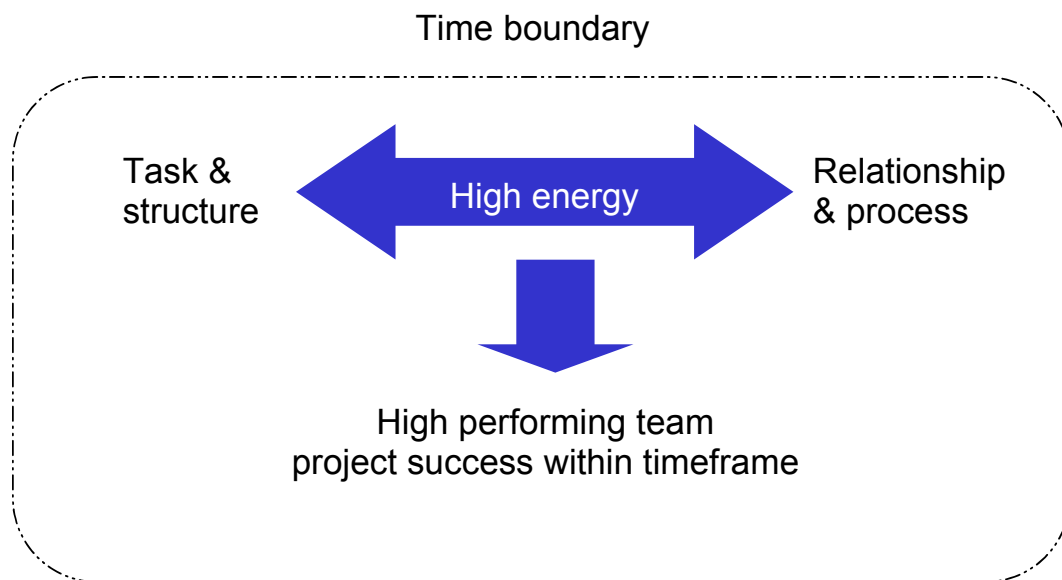 Time boundary
Task &
structure
High energy
Relationship
& process
High performing team
project success within timeframe